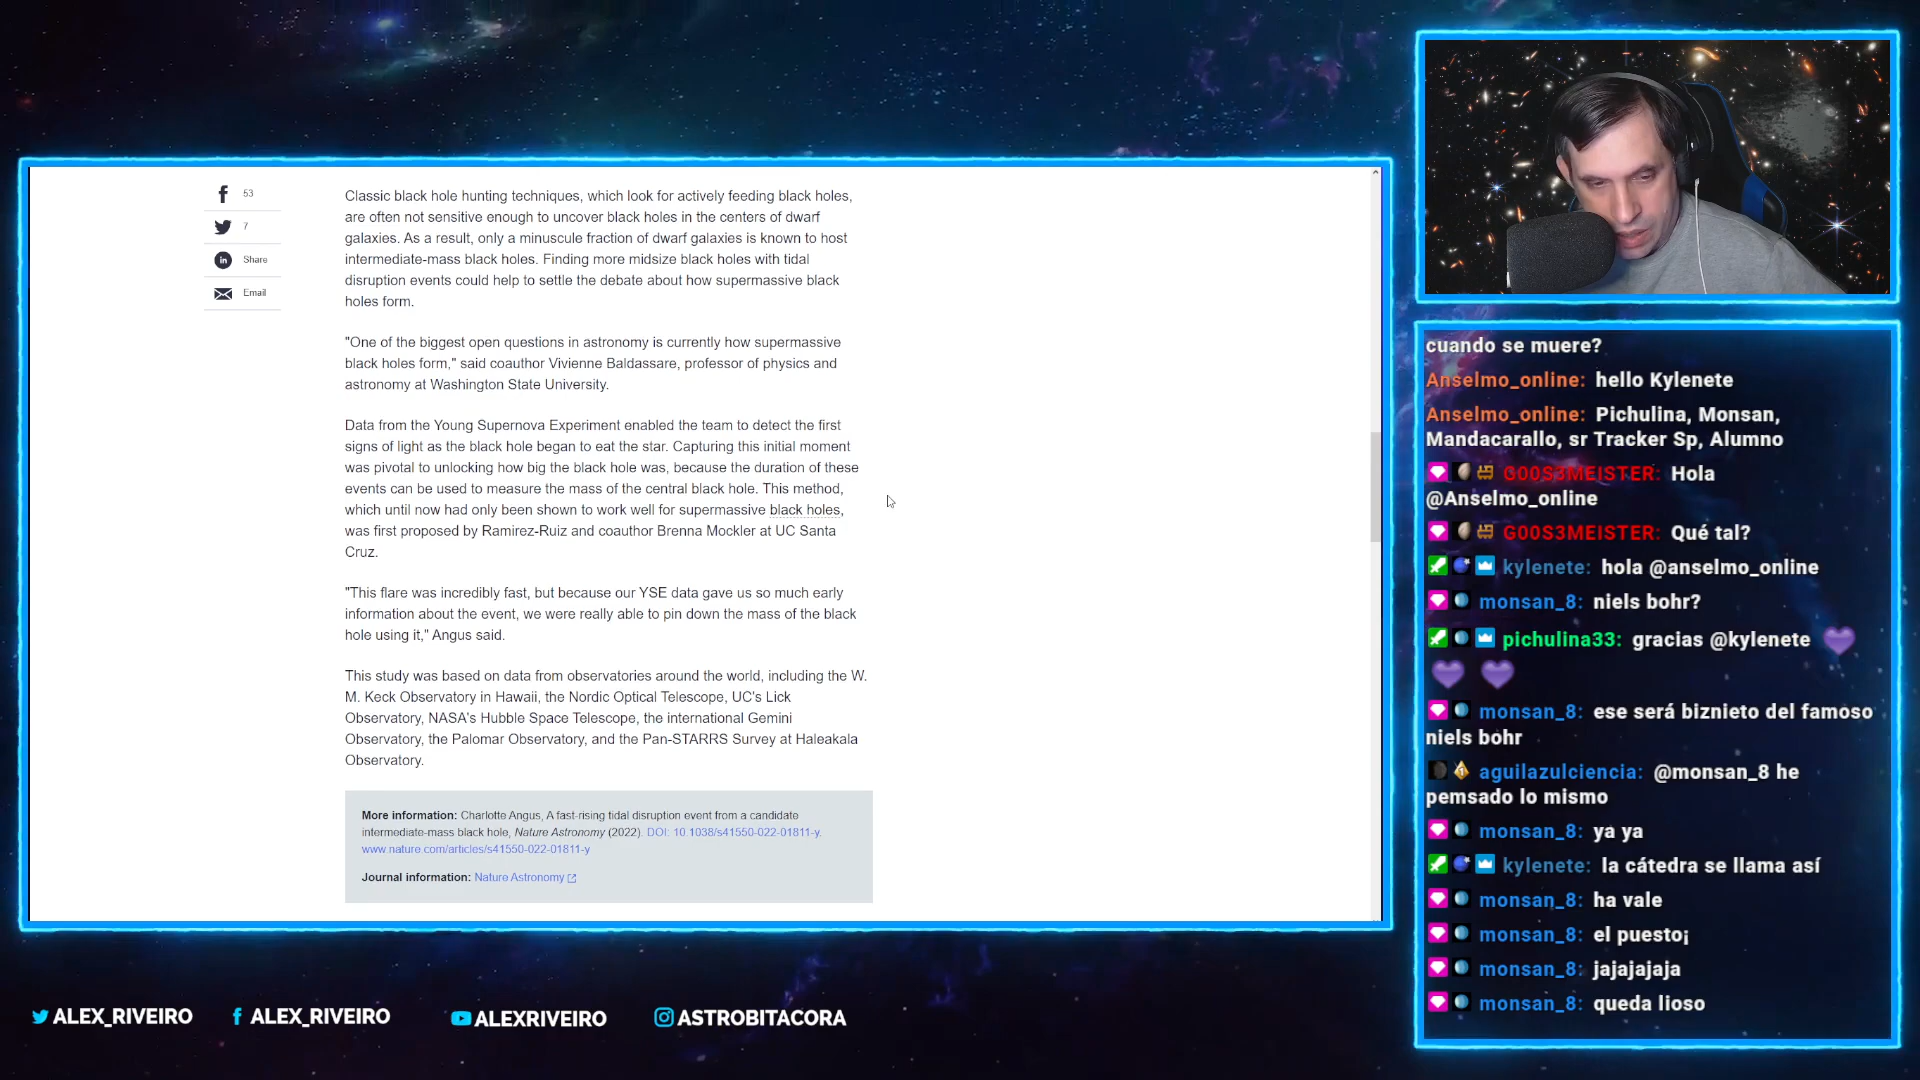 53
7
Share
Email
Classic black hole hunting techniques, which look for actively feeding black holes,
are often not sensitive enough to uncover black holes in the centers of dwarf
galaxies. As a result, only a minuscule fraction of dwarf galaxies is known to host
intermediate-mass black holes. Finding more midsize black holes with tidal
disruption events could help to settle the debate about how supermassive black
holes form.
"One of the biggest open questions in astronomy is currently how supermassive
black holes form," said coauthor Vivienne Baldassare, professor of physics and
astronomy at Washington State University.
Data from the Young Supernova Experiment enabled the team to detect the first
signs of light as the black hole began to eat the star. Capturing this initial moment
was pivotal to unlocking how big the black hole was, because the duration of these
events can be used to measure the mass of the central black hole. This method,
which until now had only been shown to work well for supermassive black holes,
was first proposed by Ramirez-Ruiz and coauthor Brenna Mockler at UC Santa
Cruz.
"This flare was incredibly fast, but because our YSE data gave us so much early
information about the event, we were really able to pin down the mass of the black
hole using it," Angus said.
This study was based on data from observatories around the world, including the W.
M. Keck Observatory in Hawaii, the Nordic Optical Telescope, UC's Lick
Observatory, NASA's Hubble Space Telescope, the international Gemini
Observatory, the Palomar Observatory, and the Pan-STARRS Survey at Haleakala
Observatory.
More information: Charlotte Angus, A fast-rising tidal disruption event from a candidate
intermediate-mass black hole, Nature Astronomy (2022). DOI: 10.1038/s41550-022-01811-y.
www.nature.com/articles/s41550-022-01811-y
Journal information: Nature Astronomy
cuando se muere?
Anselmo_online: hello Kylenete
Anselmo_online: Pichulina, Monsan,
Mandacarallo, sr Tracker Sp, Alumno
G00S3MEISTER: Hola
@Anselmo_online
G00S3MEISTER: Qué tal?
kylenete: hola @anselmo_online
monsan_8: niels bohr?
pichulina33: gracias @kylenete
monsan_8: ese será biznieto del famoso
niels bohr
aguilazulciencia: @monsan_8 he
pemsado lo mismo
monsan_8: ya ya
kylenete: la cátedra se llama así
monsan_8: ha vale
monsan_8: el puesto¡
monsan_8: jajajajaja
monsan_8: queda lioso
ALEX_RIVEIRO
ALEX_RIVEIRO
ALEXRIVEIRO
ASTROBITACORA